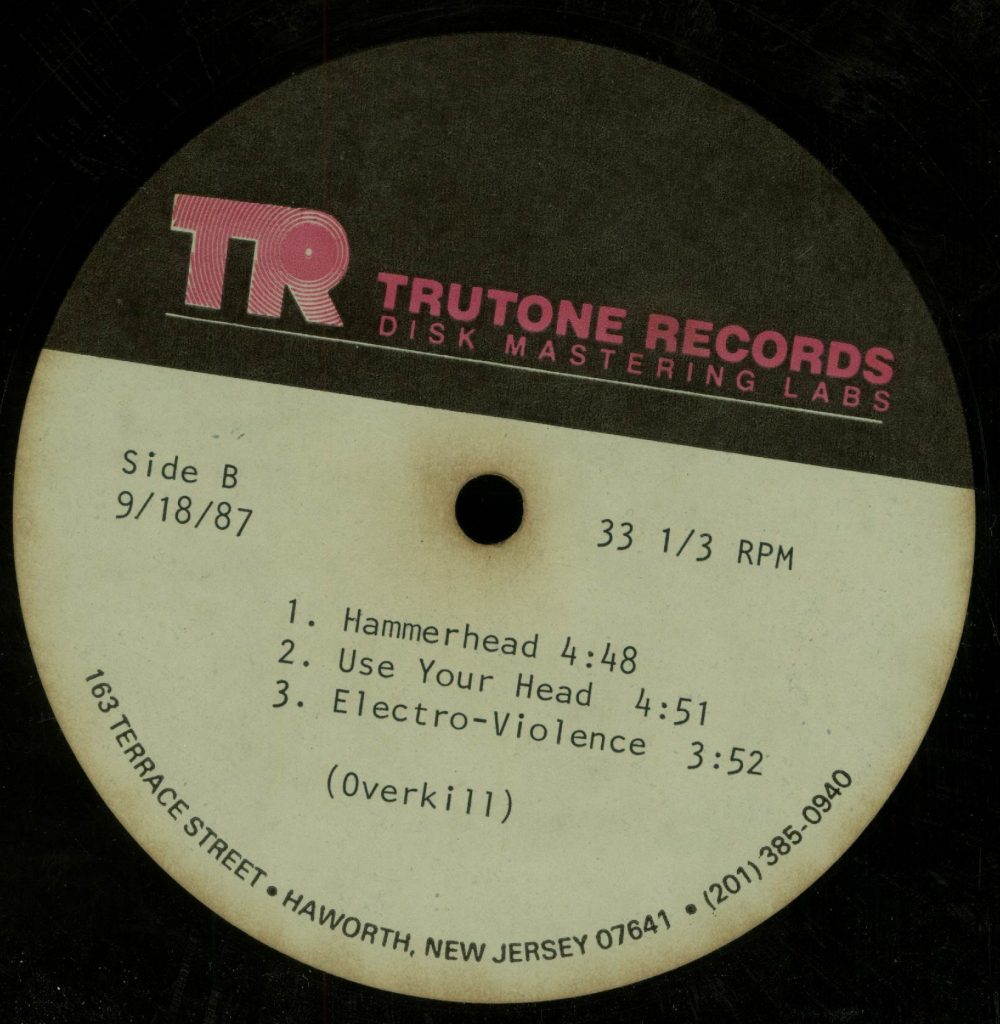 TR
TRUTONE RECORDS
DISK MASTERING LABS
Side B
9/18/87
33 1/3 RPM
1. Hammerhead 4:48
2. Use Your Head 4:51
3. Electro-Violence 3:52
(Overkill)
163 TERRACE STREET • HAWORTH, NEW JERSEY 07641 • (201) 385-0940